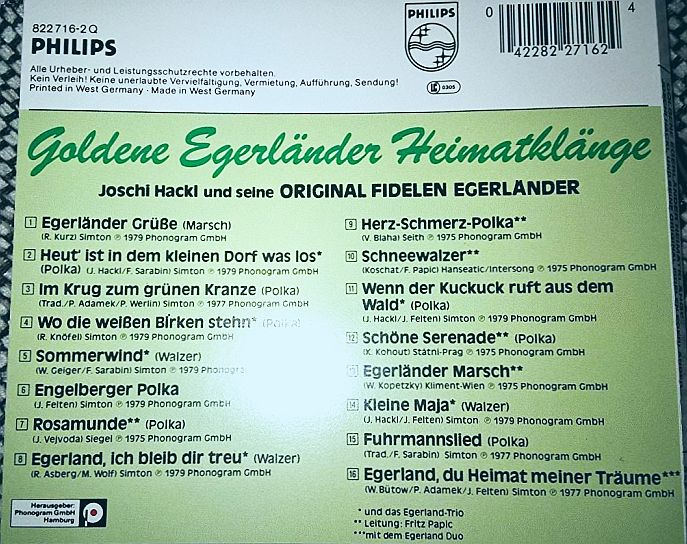 822716-2 Q
PHILIPS
Alle Urheber- und Leistungsschutzrechte vorbehalten.
Kein Verleih! Keine unerlaubte Vervielfältigung, Vermietung, Aufführung, Sendung!
Printed in West Germany · Made in West Germany
PHILIPS
LC 0305
0 42282 27162 4
Goldene Egerländer Heimatklänge
Joschi Hackl und seine ORIGINAL FIDELEN EGERLÄNDER
1 Egerländer Grüße (Marsch)
(R. Kurz) Simton ℗ 1979 Phonogram GmbH
2 Heut' ist in dem kleinen Dorf was los*
(Polka) (J. Hackl/F. Sarabin) Simton ℗ 1979 Phonogram GmbH
3 Im Krug zum grünen Kranze (Polka)
(Trad./P. Adamek/P. Werlin) Simton ℗ 1977 Phonogram GmbH
4 Wo die weißen Birken stehn* (Polka)
(R. Knöfel) Simton ℗ 1979 Phonogram GmbH
5 Sommerwind* (Walzer)
(W. Geiger/F. Sarabin) Simton ℗ 1979 Phonogr
6 Engelberger Polka
(J. Felten) Simton ℗ 1979 Phonogram GmbH
7 Rosamunde** (Polka)
(J. Vejvoda) Siegel ℗ 1975 Phonogram GmbH
8 Egerland, ich bleib dir treu* (Walzer)
(R. Asberg/M. Wolf) Simton ℗ 1979 Phonogram GmbH
9 Herz-Schmerz-Polka**
(V. Blaha) Seith ℗ 1975 Phonogram GmbH
10 Schneewalzer**
(Koschat/F. Papic) Hanseatic/Intersong ℗ 1975 Phonogram GmbH
11 Wenn der Kuckuck ruft aus dem
Wald* (Polka)
(J. Hackl/J. Felten) Simton ℗ 1979 Phonogram GmbH
12 Schöne Serenade** (Polka)
(K. Kohout) Státni-Prag ℗ 1975 Phonogram GmbH
13 Egerländer Marsch**
(W. Kopetzky) Kliment-Wien ℗ 1975 Phonogram GmbH
14 Kleine Maja* (Walzer)
(J. Hackl/J. Felten) Simton ℗ 1979 Phonogram GmbH
15 Fuhrmannslied (Polka)
(Trad./F. Sarabin) Simton ℗ 1977 Phonogram GmbH
16 Egerland, du Heimat meiner Träume***
(W. Bütow/P. Adamek/J. Felten) Simton ℗ 1977 Phonogram GmbH
* und das Egerland-Trio
** Leitung: Fritz Papic
***mit dem Egerland Duo
Herausgeber:
Phonogram GmbH
Hamburg